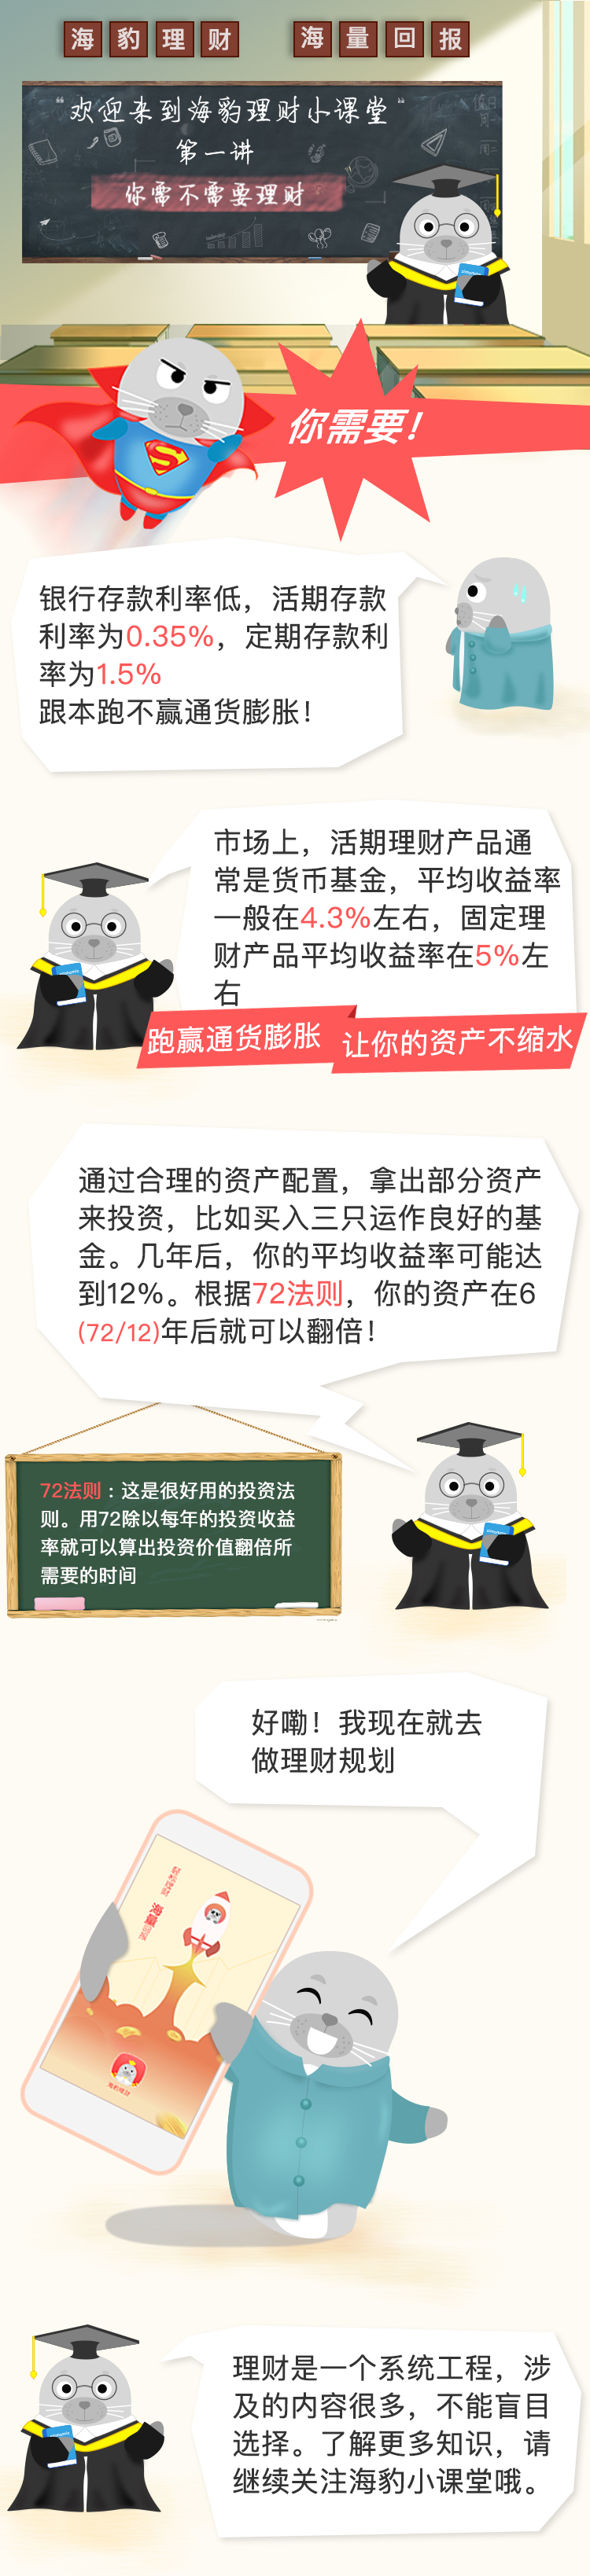 海豹理财 海量回报
“欢迎来到海豹理财小课堂”
第一讲
你需不需要理财
你需要！
银行存款利率低，活期存款
利率为0.35%，定期存款利
率为1.5%
跟本跑不赢通货膨胀！
市场上，活期理财产品通
常是货币基金，平均收益率
一般在4.3%左右，固定理
财产品平均收益率在5%左
右
跑赢通货膨胀 让你的资产不缩水
通过合理的资产配置，拿出部分资产
来投资，比如买入三只运作良好的基
金。几年后，你的平均收益率可能达
到12%。根据72法则，你的资产在6
(72/12)年后就可以翻倍！
72法则：这是很好用的投资法
则。用72除以每年的投资收益
率就可以算出投资价值翻倍所
需要的时间
好嘞！我现在就去
做理财规划
海豹理财
理财是一个系统工程，涉
及的内容很多，不能盲目
选择。了解更多知识，请
继续关注海豹小课堂哦。